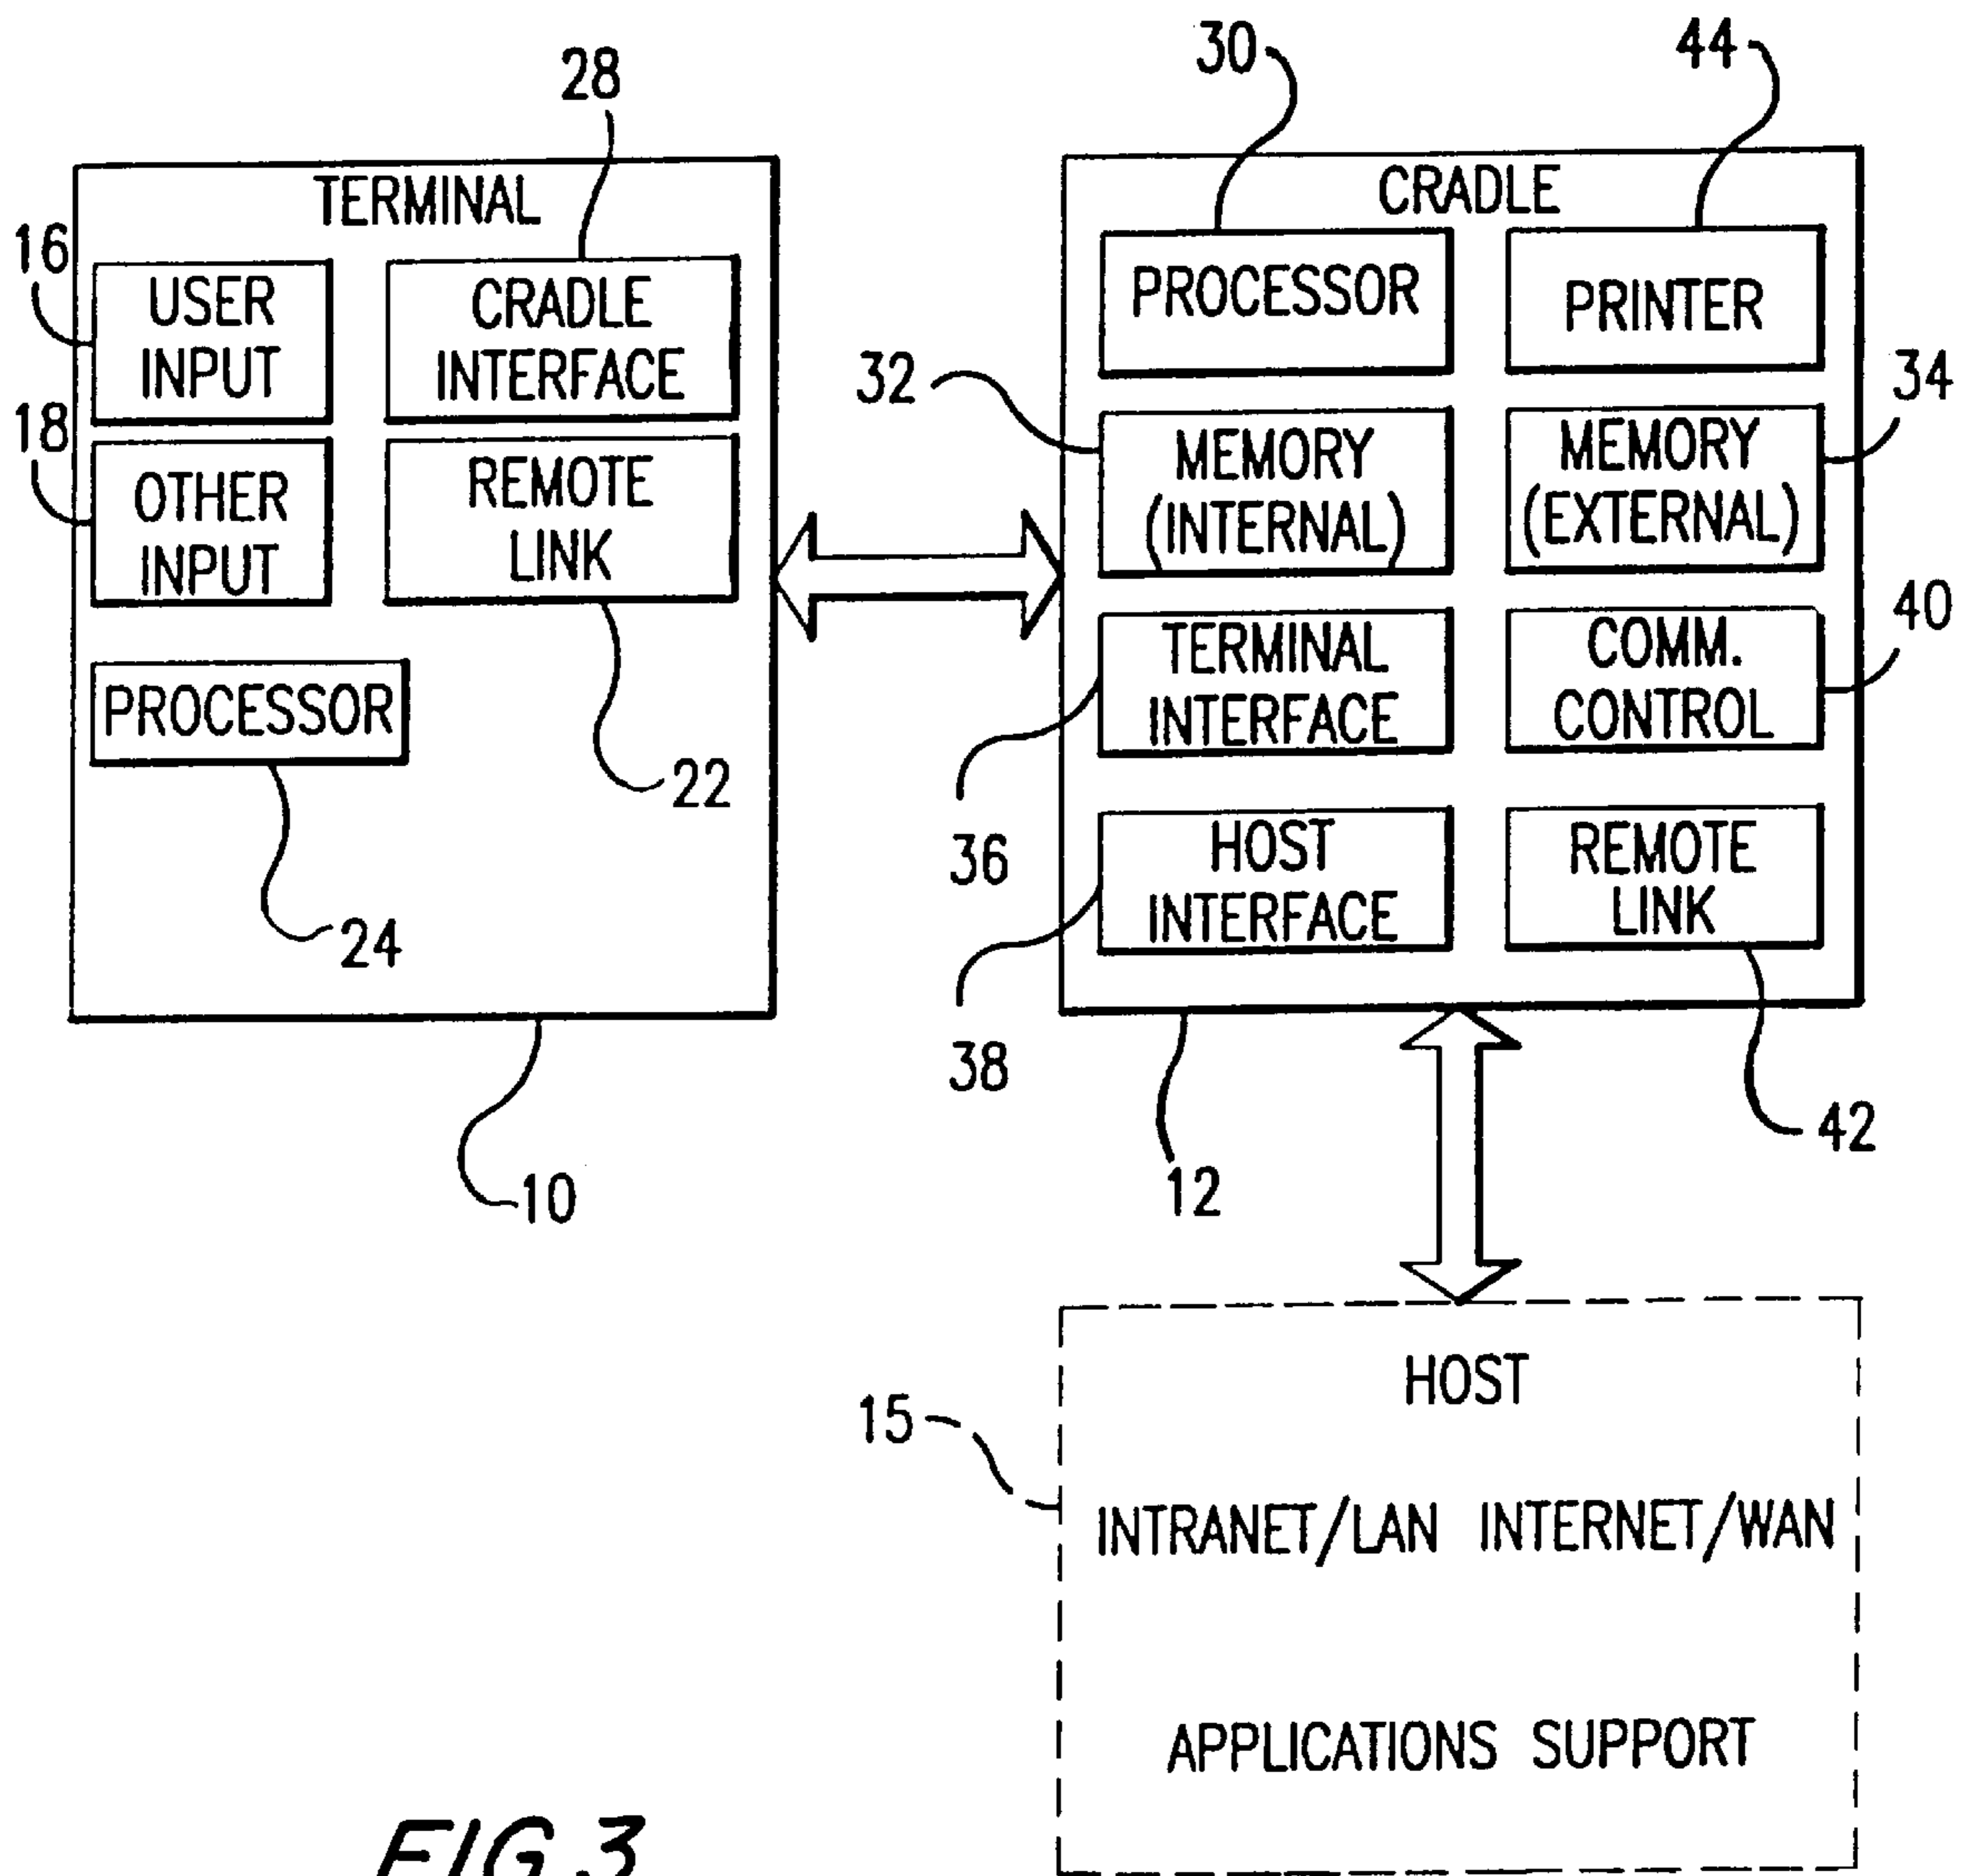 30
44
28
TERMINAL
CRADLE
16
USER
INPUT
CRADLE
INTERFACE
PROCESSOR
PRINTER
32
34
18
OTHER
INPUT
REMOTE
LINK
MEMORY
(INTERNAL)
MEMORY
(EXTERNAL)
40
PROCESSOR
TERMINAL
INTERFACE
COMM.
CONTROL
22
36
HOST
INTERFACE
REMOTE
LINK
24
38
42
10
12
HOST
15
INTRANET/LAN INTERNET/WAN
APPLICATIONS SUPPORT
FIG.3